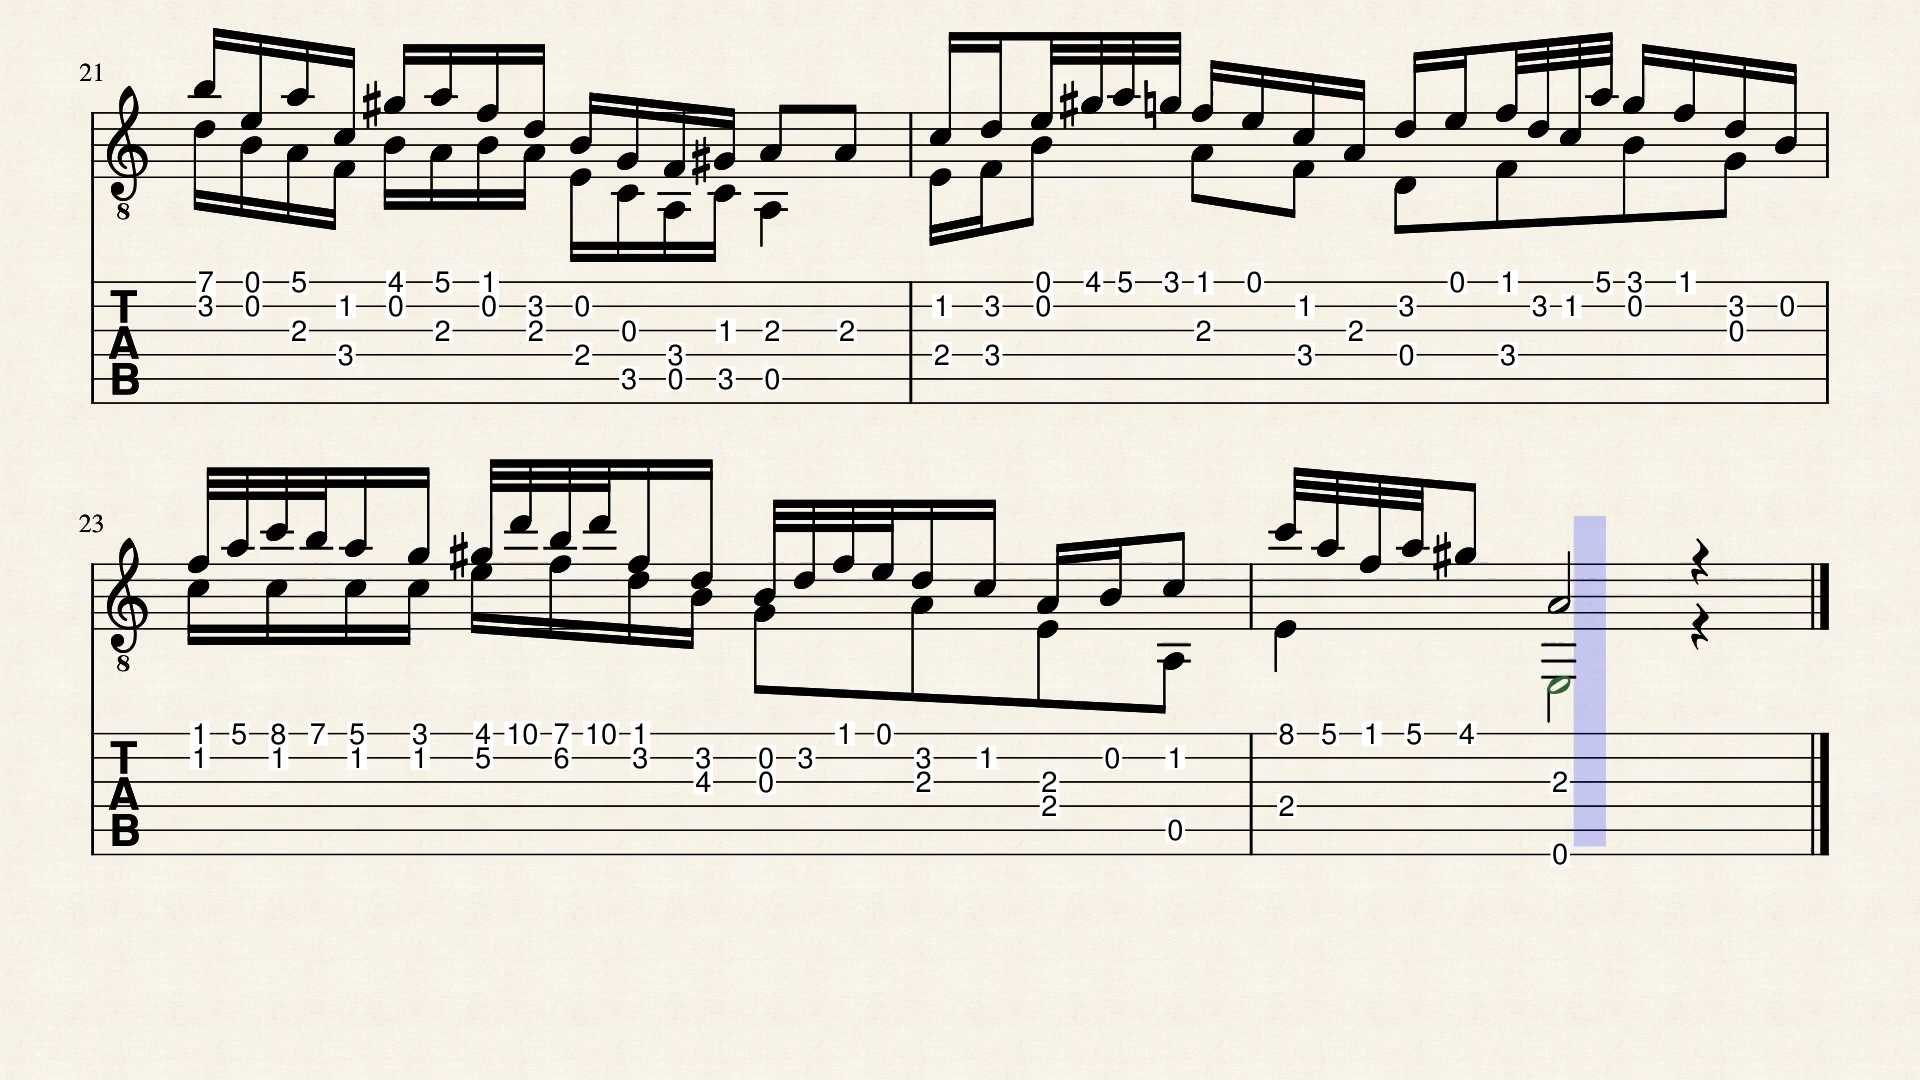 21
8
7 0 5 4 5 1 0 4 5 3 1 0 0 1 5 3 1
T 3 0 1 0 0 3 0 1 3 0 1 3 3 1 0 3 0
A 2 2 2 0 1 2 2 2 2 0
3 2 3 2 3 3 0 3
B 3 0 3 0
23
8
1 5 8 7 5 3 4 10 7 10 1 1 0 8 5 1 5 4
T 1 1 1 1 5 6 3 3 0 3 3 1 0 1
A 4 0 2 2 2
2 2
B 0
0